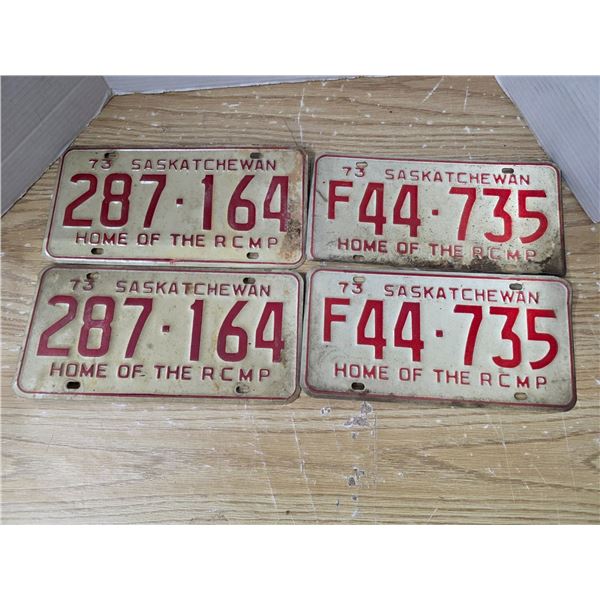 73 SASKATCHEWAN
287·164
HOME OF THE RCMP
73 SASKATCHEWAN
F44·735
HOME OF THE RCMP
73 SASKATCHEWAN
287·164
HOME OF THE RCMP
73 SASKATCHEWAN
F44·735
HOME OF THE RCMP